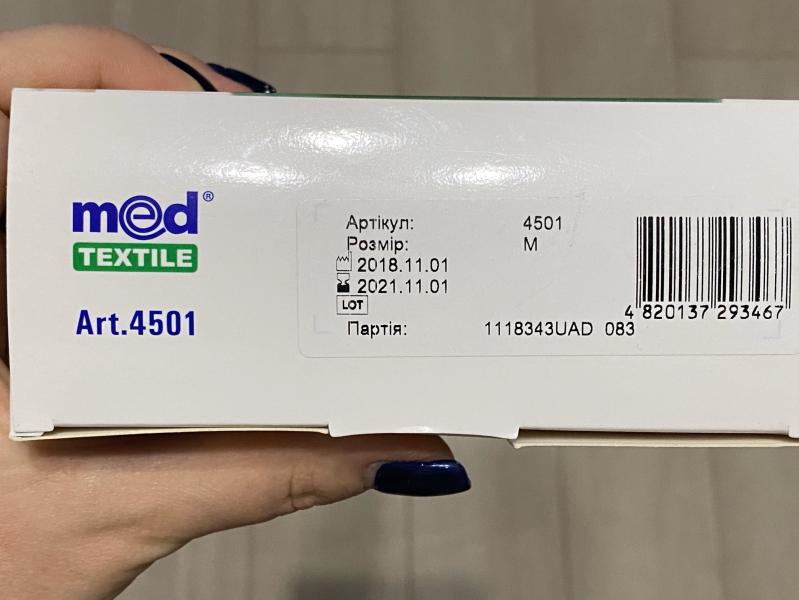 med®
TEXTILE
Art.4501
Артікул: 4501
Розмір: M
2018.11.01
2021.11.01
LOT
Партія: 1118343UAD 083
4 820137 293467